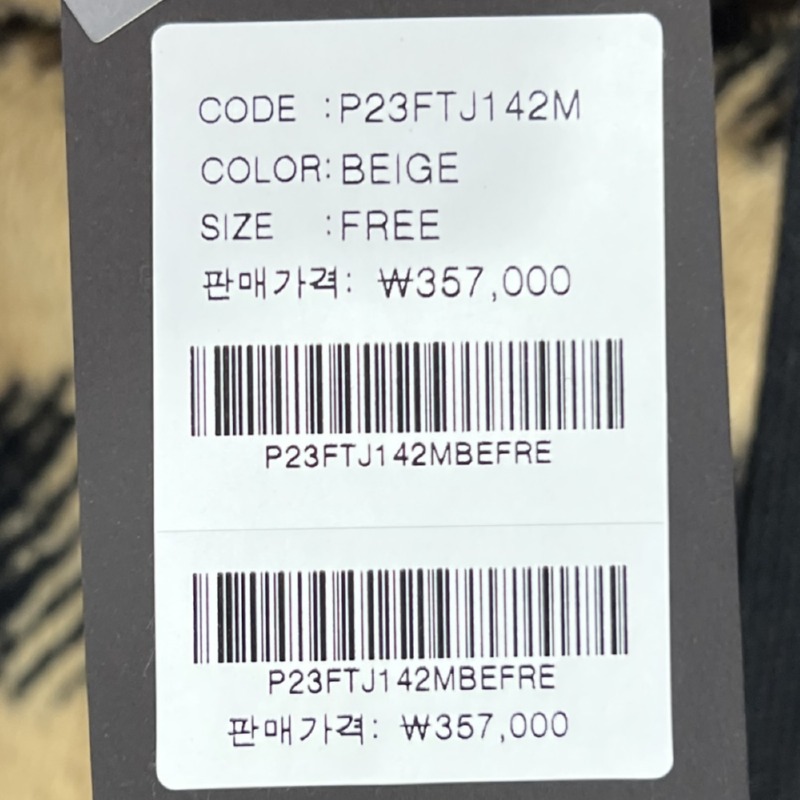 CODE :P23FTJ142M
COLOR:BEIGE
SIZE :FREE
판매가격: ₩357,000
P23FTJ142MBEFRE
P23FTJ142MBEFRE
판매가격: ₩357,000